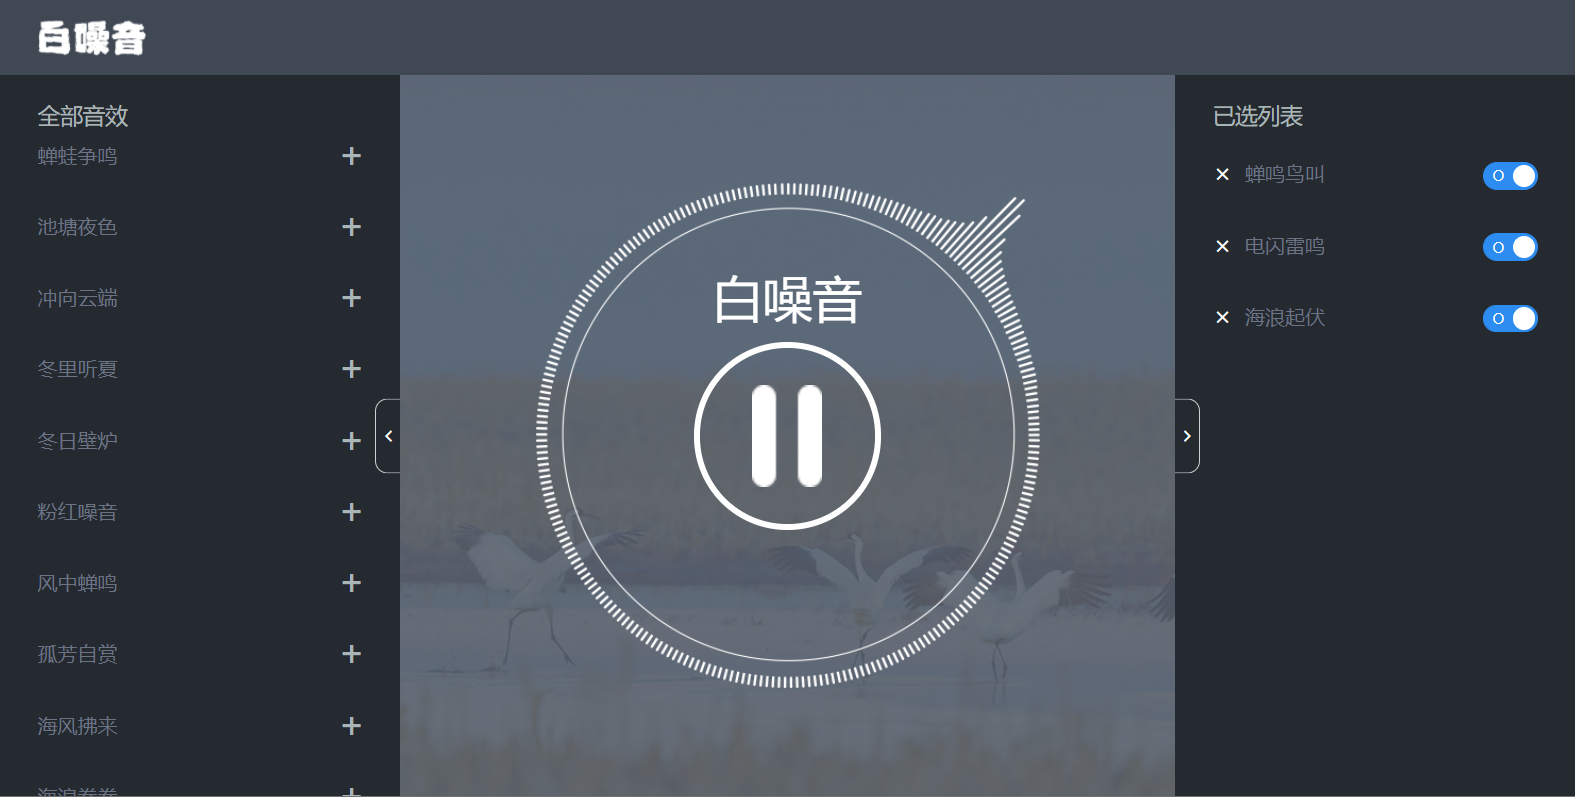 白噪音
全部音效
蝉蛙争鸣
池塘夜色
冲向云端
冬里听夏
冬日壁炉
粉红噪音
风中蝉鸣
孤芳自赏
海风拂来
白噪音
已选列表
蝉鸣鸟叫
电闪雷鸣
海浪起伏